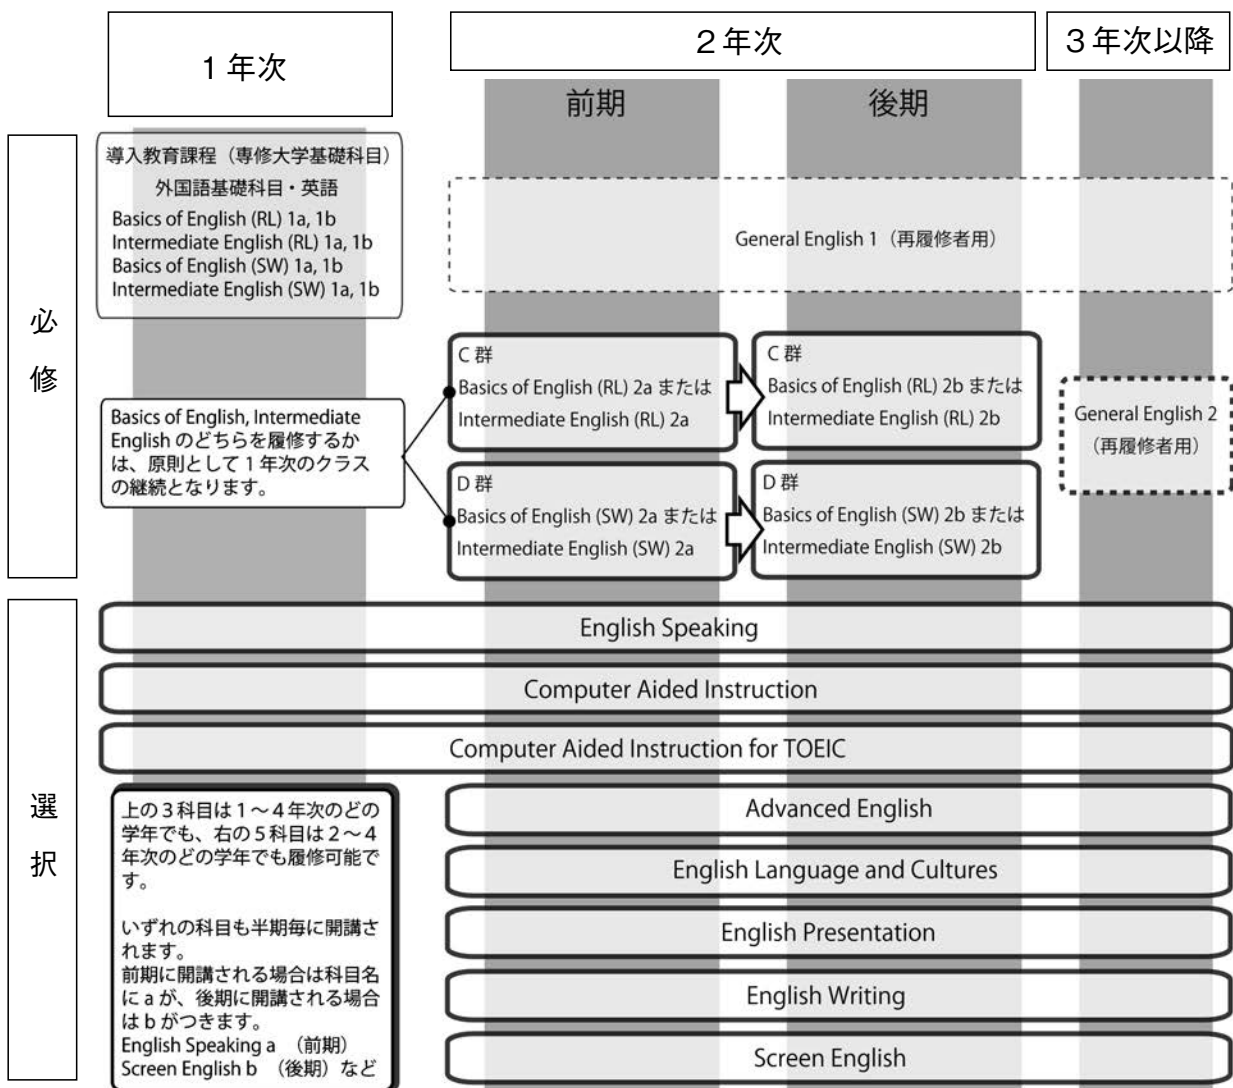 1年次
2年次
3年次以降
前期
後期
必修
導入教育課程（専修大学基礎科目）
外国語基礎科目・英語
Basics of English (RL) 1a, 1b
Intermediate English (RL) 1a, 1b
Basics of English (SW) 1a, 1b
Intermediate English (SW) 1a, 1b
General English 1（再履修者用）
Basics of English, Intermediate
English のどちらを履修するか
は、原則として 1 年次のクラス
の継続となります。
C 群
Basics of English (RL) 2a または
Intermediate English (RL) 2a
C 群
Basics of English (RL) 2b または
Intermediate English (RL) 2b
D 群
Basics of English (SW) 2a または
Intermediate English (SW) 2a
D 群
Basics of English (SW) 2b または
Intermediate English (SW) 2b
General English 2
（再履修者用）
選択
English Speaking
Computer Aided Instruction
Computer Aided Instruction for TOEIC
上の３科目は１～４年次のどの
学年でも、右の５科目は２～４
年次のどの学年でも履修可能で
す。
いずれの科目も半期毎に開講さ
れます。
前期に開講される場合は科目名
に a が、後期に開講される場合
は b がつきます。
English Speaking a （前期）
Screen English b （後期）など
Advanced English
English Language and Cultures
English Presentation
English Writing
Screen English